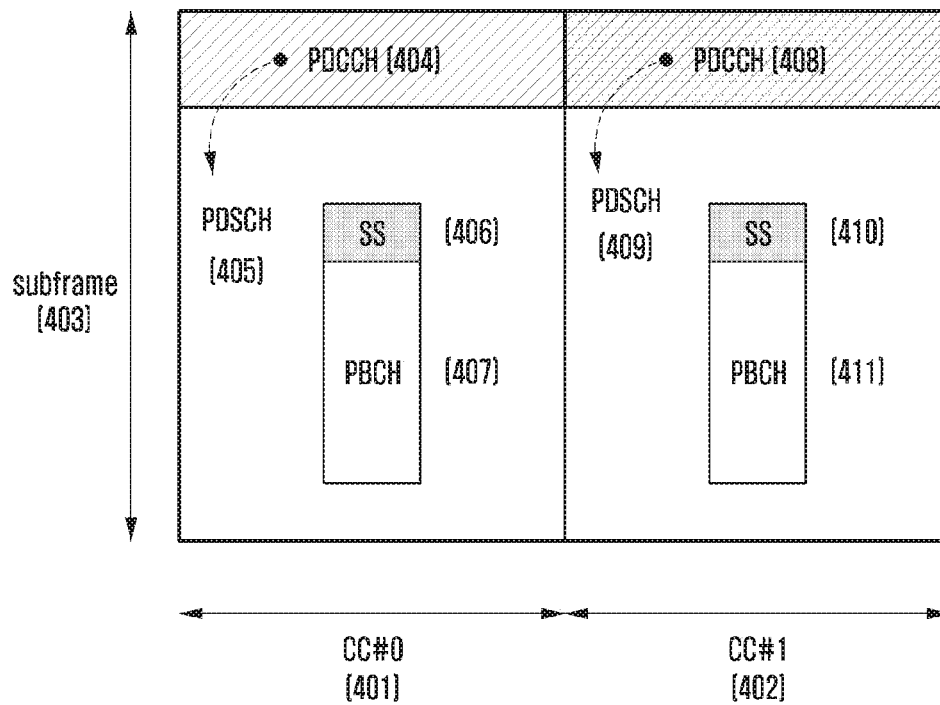 PDCCH [404]
PDCCH [408]
PDSCH
[405]
SS
[406]
PDSCH
[409]
SS
[410]
subframe
[403]
PBCH
[407]
PBCH
[411]
CC#0
[401]
CC#1
[402]